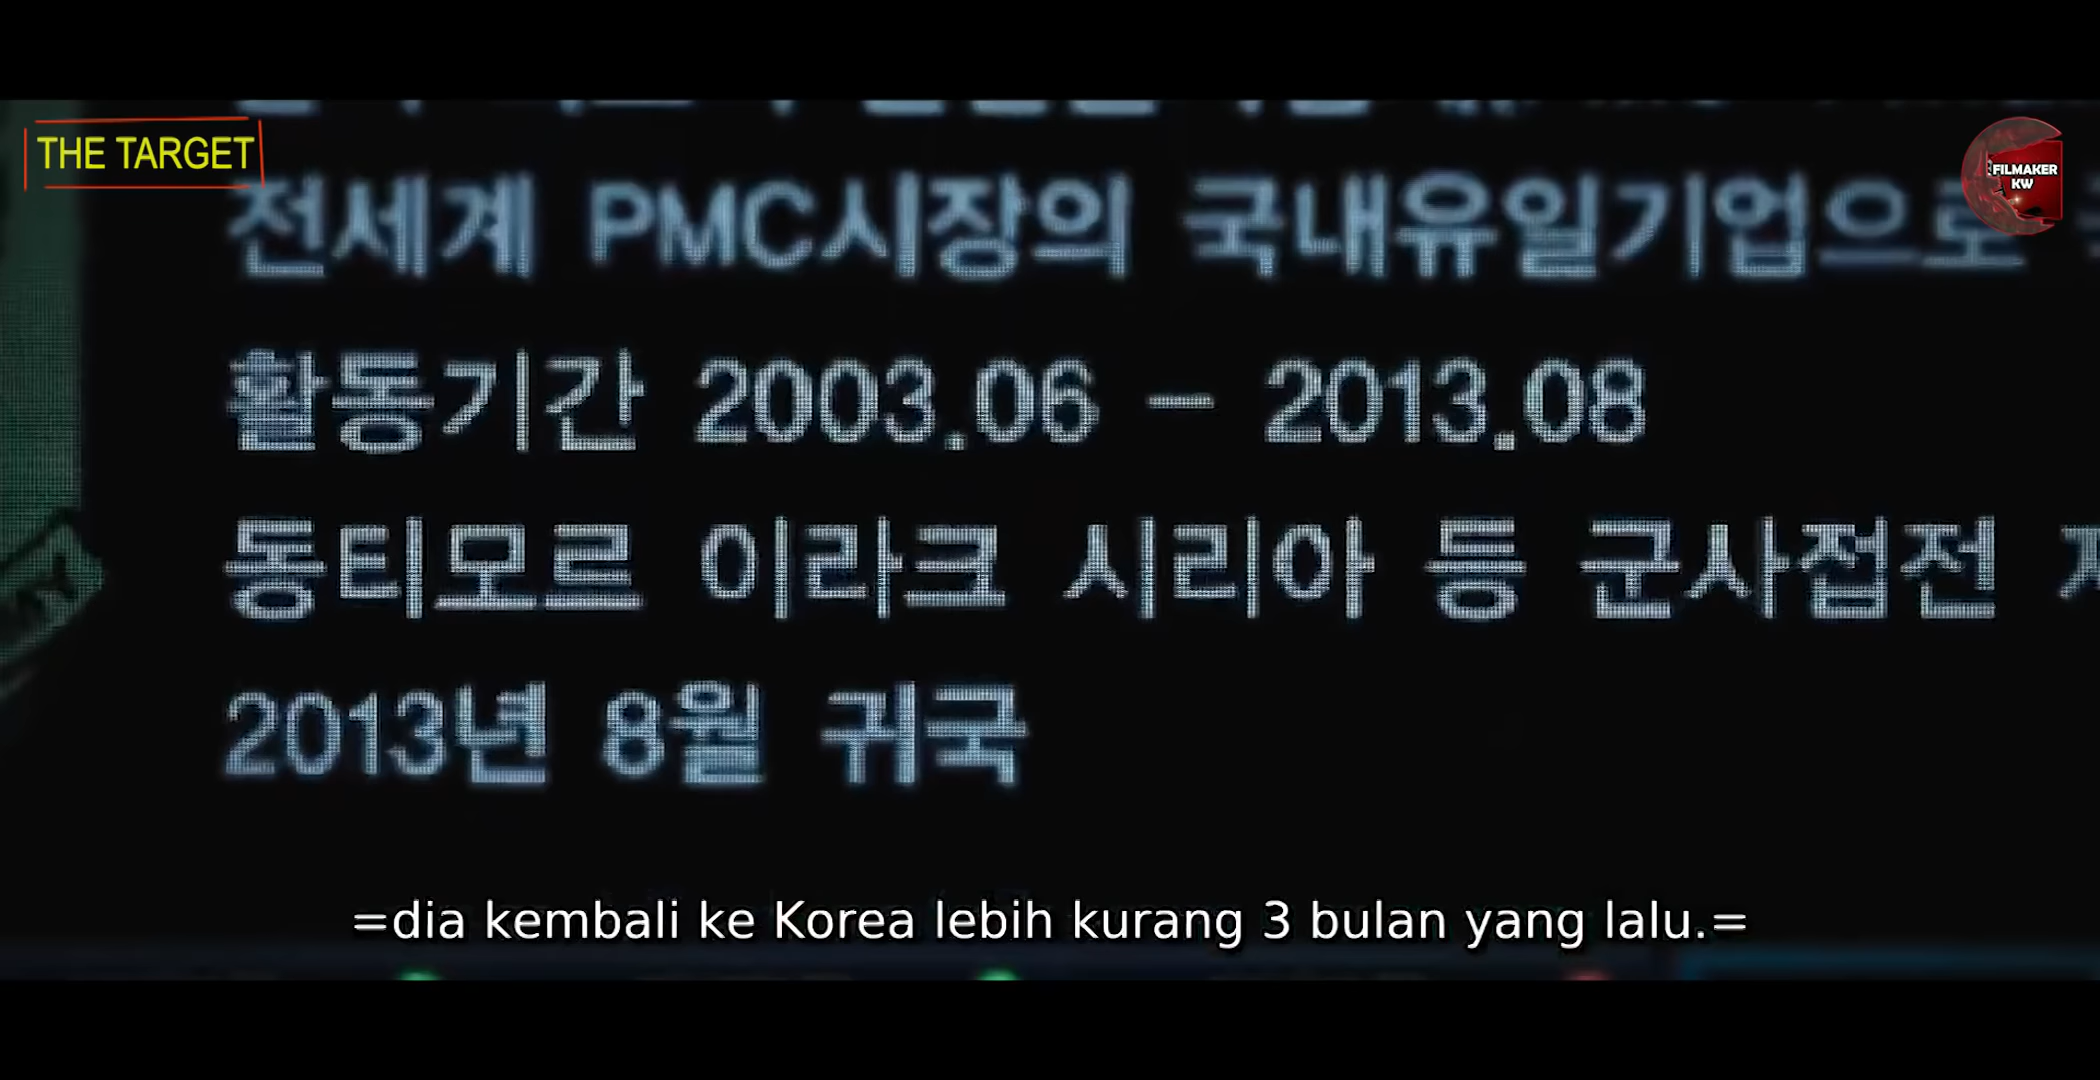 THE TARGET
FILMAKER
KW
전세계 PMC시장의 국내유일기업으로
활동기간 2003.06 - 2013.08
동티모르 이라크 시리아 등 군사접전
2013년 8월 귀국
=dia kembali ke Korea lebih kurang 3 bulan yang lalu.=